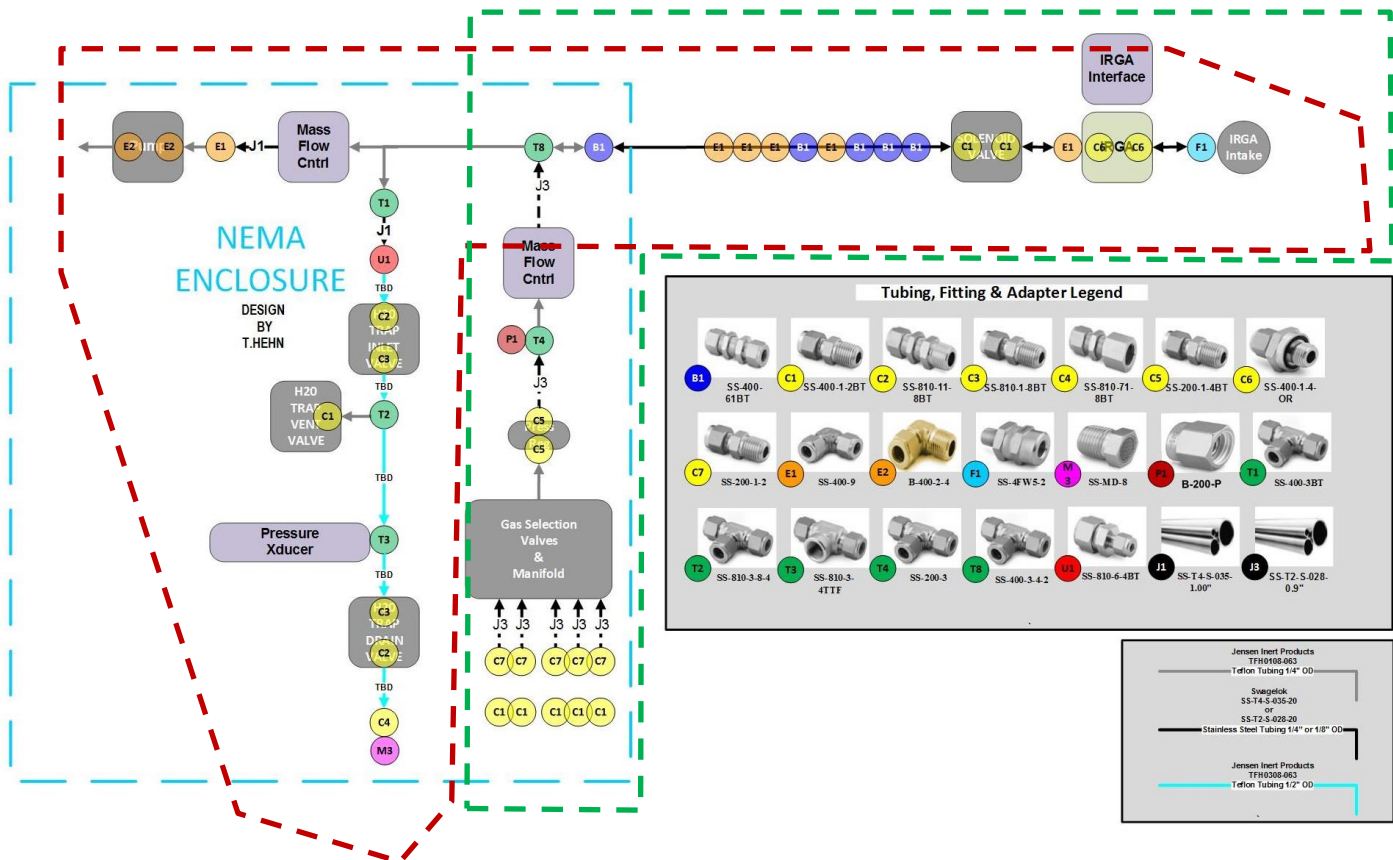 IRGA
Interface
E2
Pump
E2
E1
J1
Mass
Flow
Cntrl
T8
B1
E1
E1
E1
B1
E1
B1
B1
B1
SOLENOID
VALVE
C1
C1
E1
IRGA
C6
C6
F1
IRGA
Intake
T1
J1
U1
TBD
NEMA
ENCLOSURE
DESIGN
BY
T.HEHN
C2
H20
TRAP
INLET
VALVE
C3
TBD
H20
TRAP
VENT
VALVE
C1
T2
TBD
Pressure
Xducer
T3
TBD
C3
H20
TRAP
DRAIN
VALVE
C2
TBD
C4
M3
J3
Mass
Flow
Cntrl
P1
T4
J3
C5
C5
Gas Selection
Valves
&
Manifold
J3
J3
J3
J3
J3
C7
C7
C7
C7
C7
C1
C1
C1
C1
C1
Tubing, Fitting & Adapter Legend
B1
SS-400-
61BT
C1
SS-400-1-2BT
C2
SS-810-11-
8BT
C3
SS-810-1-8BT
C4
SS-810-71-
8BT
C5
SS-200-1-4BT
C6
SS-400-1-4-
OR
C7
SS-200-1-2
E1
SS-400-9
E2
B-400-2-4
F1
SS-4FW5-2
M
3
SS-MD-8
P1
B-200-P
T1
SS-400-3BT
T2
SS-810-3-8-4
T3
SS-810-3-
4TTF
T4
SS-200-3
T8
SS-400-3-4-2
U1
SS-810-6-4BT
J1
SS-T4-S-035-
1.00"
J3
SS-T2-S-028-
0.9"
Jensen Inert Products
TFH0108-063
Teflon Tubing 1/4" OD
Swagelok
SS-T4-S-035-20
or
SS-T2-S-028-20
Stainless Steel Tubing 1/4" or 1/8" OD
Jensen Inert Products
TFH0308-063
Teflon Tubing 1/2" OD